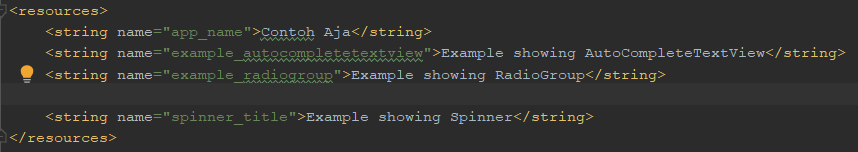 <resources>
<string name="app_name">Contoh Aja</string>
<string name="example_autocompletetextview">Example showing AutoCompleteTextView</string>
<string name="example_radiogroup">Example showing RadioGroup</string>
<string name="spinner_title">Example showing Spinner</string>
</resources>